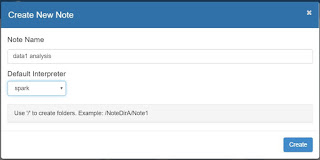 Create New Note
Note Name
data1 analysis
Default Interpreter
spark
Use '/' to create folders. Example: /NoteDirA/Note1
Create